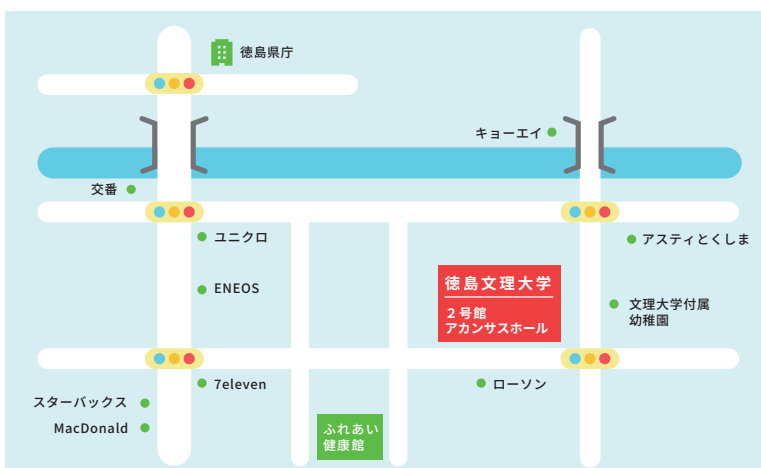 徳島県庁
キョーエイ
交番
ユニクロ
アスティとくしま
ENEOS
徳島文理大学
２号館
アカンサスホール
文理大学付属
幼稚園
7eleven
ローソン
スターバックス
MacDonald
ふれあい
健康館